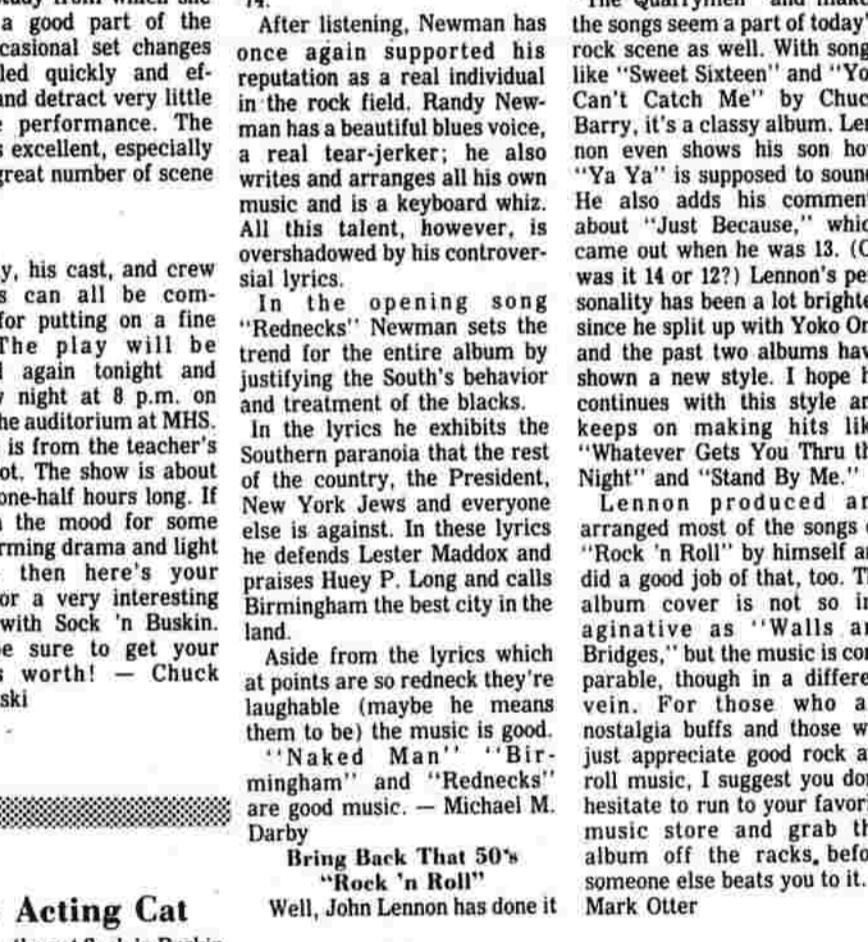 a good part of the
casional set changes
led quickly and ef-
and detract very little
performance. The
excellent, especially
great number of scene
y, his cast, and crew
s can all be com-
for putting on a fine
The play will be
again tonight and
night at 8 p.m. on
he auditorium at MHS.
is from the teacher's
ot. The show is about
one-half hours long. If
the mood for some
rming drama and light
then here's your
or a very interesting
with Sock 'n Buskin.
e sure to get your
s worth! — Chuck
ski
Acting Cat
After listening, Newman has
once again supported his
reputation as a real individual
in the rock field. Randy New-
man has a beautiful blues voice,
a real tear-jerker; he also
writes and arranges all his own
music and is a keyboard whiz.
All this talent, however, is
overshadowed by his controver-
sial lyrics.
In the opening song
"Rednecks" Newman sets the
trend for the entire album by
justifying the South's behavior
and treatment of the blacks.
In the lyrics he exhibits the
Southern paranoia that the rest
of the country, the President,
New York Jews and everyone
else is against. In these lyrics
he defends Lester Maddox and
praises Huey P. Long and calls
Birmingham the best city in the
land.
Aside from the lyrics which
at points are so redneck they're
laughable (maybe he means
them to be) the music is good.
"Naked Man" "Bir-
mingham" and "Rednecks"
are good music. — Michael M.
Darby
Bring Back That 50's
"Rock 'n Roll"
Well, John Lennon has done it
the songs seem a part of today'
rock scene as well. With song
like "Sweet Sixteen" and "Yo
Can't Catch Me" by Chuc
Barry, it's a classy album. Len
non even shows his son ho
"Ya Ya" is supposed to soun
He also adds his commen
about "Just Because," whic
came out when he was 13. (O
was it 14 or 12?) Lennon's pe
sonality has been a lot bright
since he split up with Yoko On
and the past two albums hav
shown a new style. I hope h
continues with this style an
keeps on making hits lik
"Whatever Gets You Thru th
Night" and "Stand By Me."
Lennon produced an
arranged most of the songs o
"Rock 'n Roll" by himself a
did a good job of that, too. T
album cover is not so i
aginative as "Walls an
Bridges," but the music is co
parable, though in a differe
vein. For those who a
nostalgia buffs and those w
just appreciate good rock a
roll music, I suggest you do
hesitate to run to your favor
music store and grab th
album off the racks, befo
someone else beats you to it.
Mark Otter